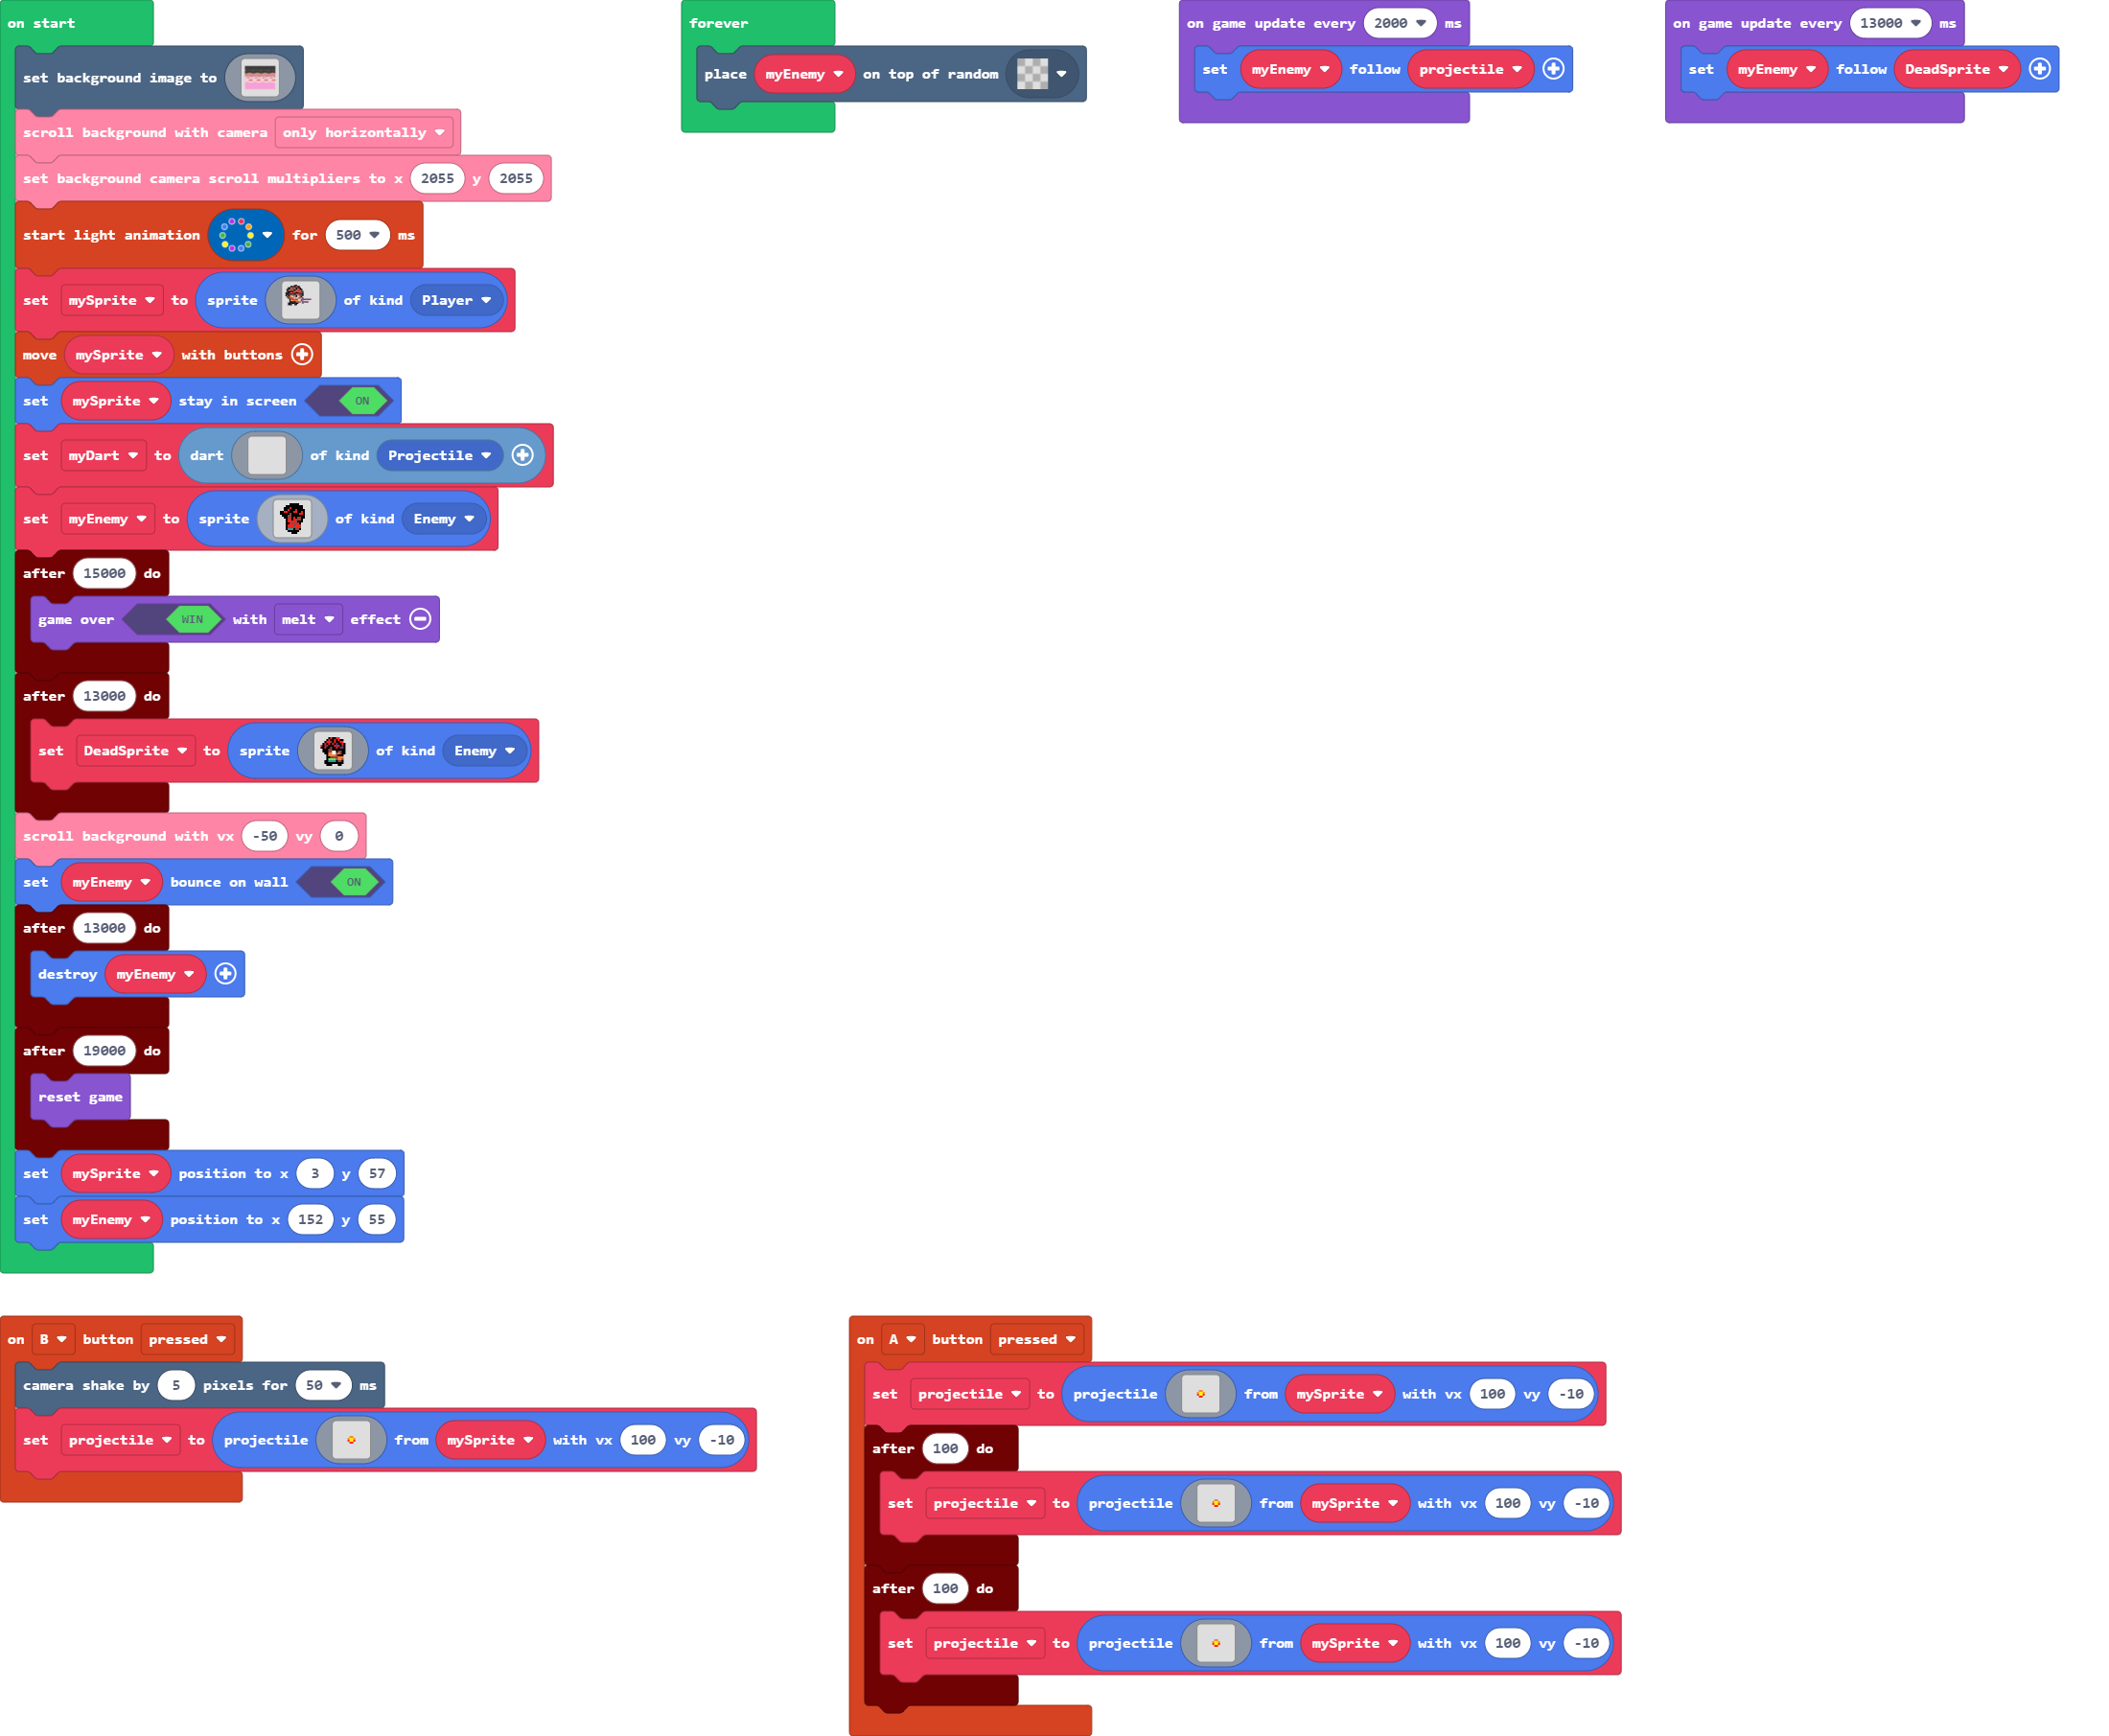 on start
set background image to
scroll background with camera only horizontally
set background camera scroll multipliers to x 2055 y 2055
start light animation for 500 ms
set mySprite to sprite of kind Player
move mySprite with buttons
set mySprite stay in screen ON
set myDart to dart of kind Projectile
set myEnemy to sprite of kind Enemy
after 15000 do
game over WIN with melt effect
after 13000 do
set DeadSprite to sprite of kind Enemy
scroll background with vx -50 vy 0
set myEnemy bounce on wall ON
after 13000 do
destroy myEnemy
after 19000 do
reset game
set mySprite position to x 3 y 57
set myEnemy position to x 152 y 55
forever
place myEnemy on top of random
on game update every 2000 ms
set myEnemy follow projectile
on game update every 13000 ms
set myEnemy follow DeadSprite
on B button pressed
camera shake by 5 pixels for 50 ms
set projectile to projectile from mySprite with vx 100 vy -10
on A button pressed
set projectile to projectile from mySprite with vx 100 vy -10
after 100 do
set projectile to projectile from mySprite with vx 100 vy -10
after 100 do
set projectile to projectile from mySprite with vx 100 vy -10